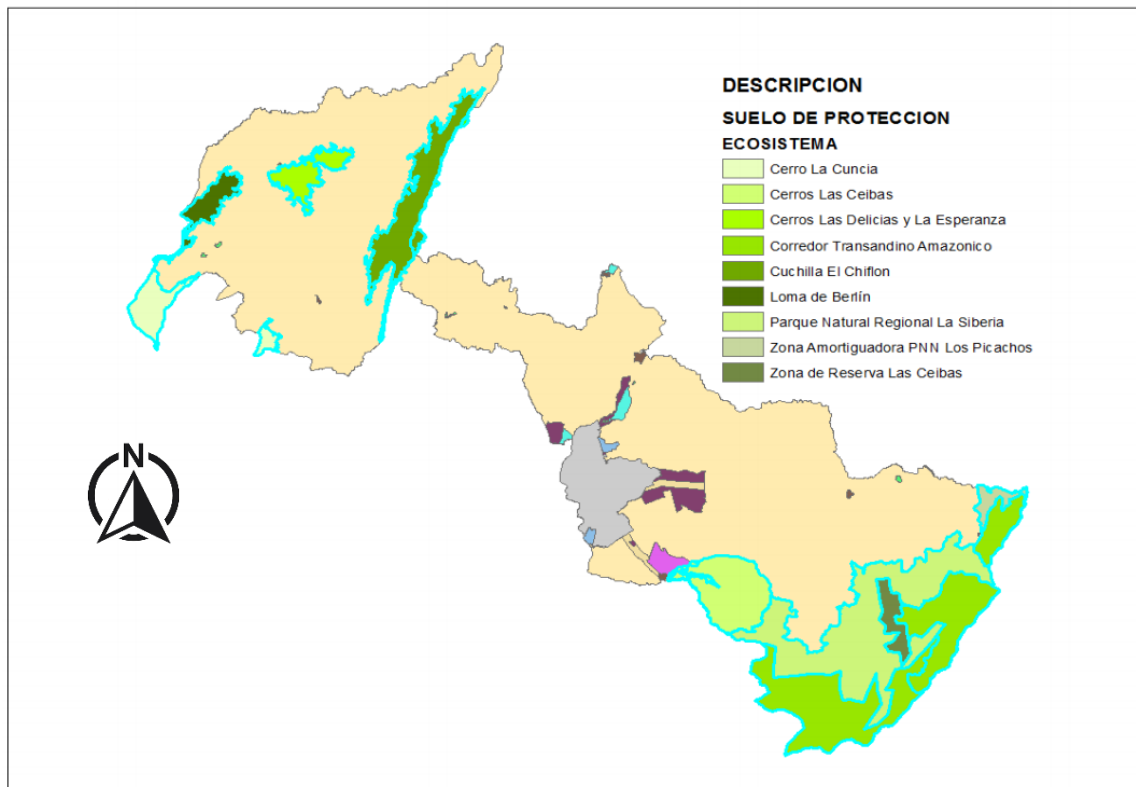 DESCRIPCION
SUELO DE PROTECCION
ECOSISTEMA
Cerro La Cuncia
Cerros Las Ceibas
Cerros Las Delicias y La Esperanza
Corredor Transandino Amazonico
Cuchilla El Chiflon
Loma de Berlín
Parque Natural Regional La Siberia
Zona Amortiguadora PNN Los Picachos
Zona de Reserva Las Ceibas
N